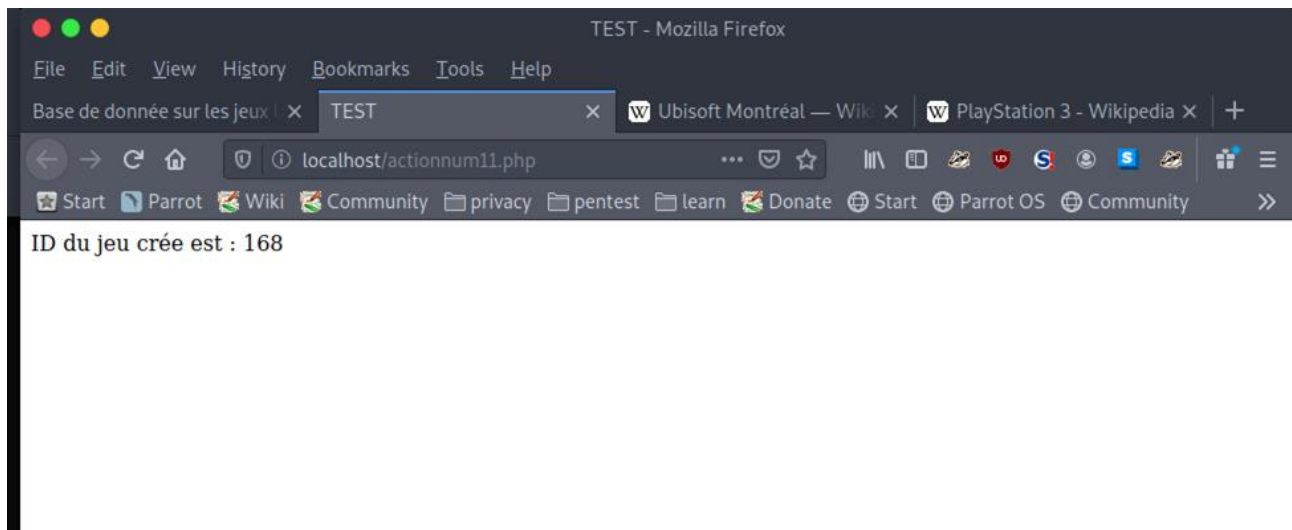 TEST - Mozilla Firefox
File Edit View History Bookmarks Tools Help
Base de donnée sur les jeux TEST Ubisoft Montréal — Wiki PlayStation 3 - Wikipedia
localhost/actionnum11.php
Start Parrot Wiki Community privacy pentest learn Donate Start Parrot OS Community
ID du jeu crée est : 168